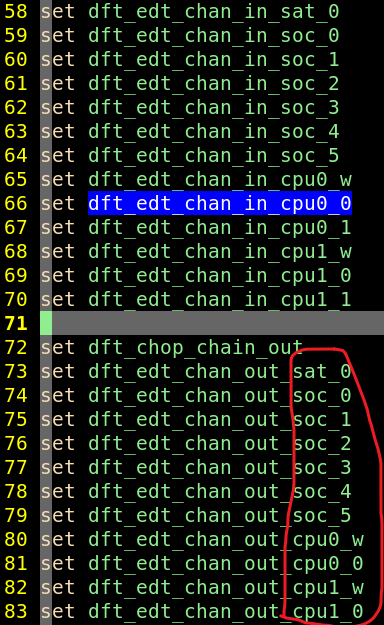 58 set dft_edt_chan_in_sat_0
59 set dft_edt_chan_in_soc_0
60 set dft_edt_chan_in_soc_1
61 set dft_edt_chan_in_soc_2
62 set dft_edt_chan_in_soc_3
63 set dft_edt_chan_in_soc_4
64 set dft_edt_chan_in_soc_5
65 set dft_edt_chan_in_cpu0_w
66 set dft_edt_chan_in_cpu0_0
67 set dft_edt_chan_in_cpu0_1
68 set dft_edt_chan_in_cpu1_w
69 set dft_edt_chan_in_cpu1_0
70 set dft_edt_chan_in_cpu1_1
71
72 set dft_chop_chain_out
73 set dft_edt_chan_out_sat_0
74 set dft_edt_chan_out_soc_0
75 set dft_edt_chan_out_soc_1
76 set dft_edt_chan_out_soc_2
77 set dft_edt_chan_out_soc_3
78 set dft_edt_chan_out_soc_4
79 set dft_edt_chan_out_soc_5
80 set dft_edt_chan_out_cpu0_w
81 set dft_edt_chan_out_cpu0_0
82 set dft_edt_chan_out_cpu1_w
83 set dft_edt_chan_out_cpu1_0